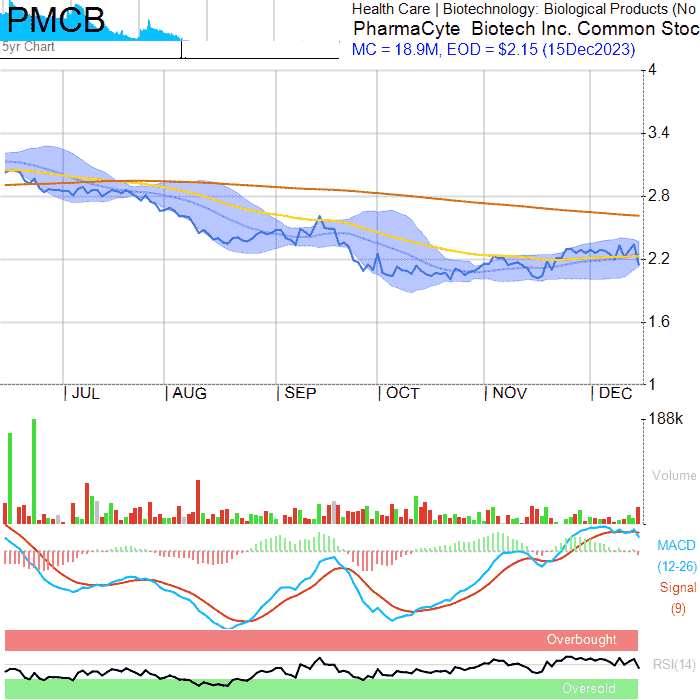 PMCB
5yr Chart
Health Care | Biotechnology: Biological Products (No
PharmaCyte Biotech Inc. Common Stoc
MC = 18.9M, EOD = $2.15 (15Dec2023)
4
3.4
2.8
2.2
1.6
1
| JUL | AUG | SEP | OCT | NOV | DEC
188k
Volume
MACD
(12-26)
Signal
(9)
Overbought
RSI(14)
Oversold